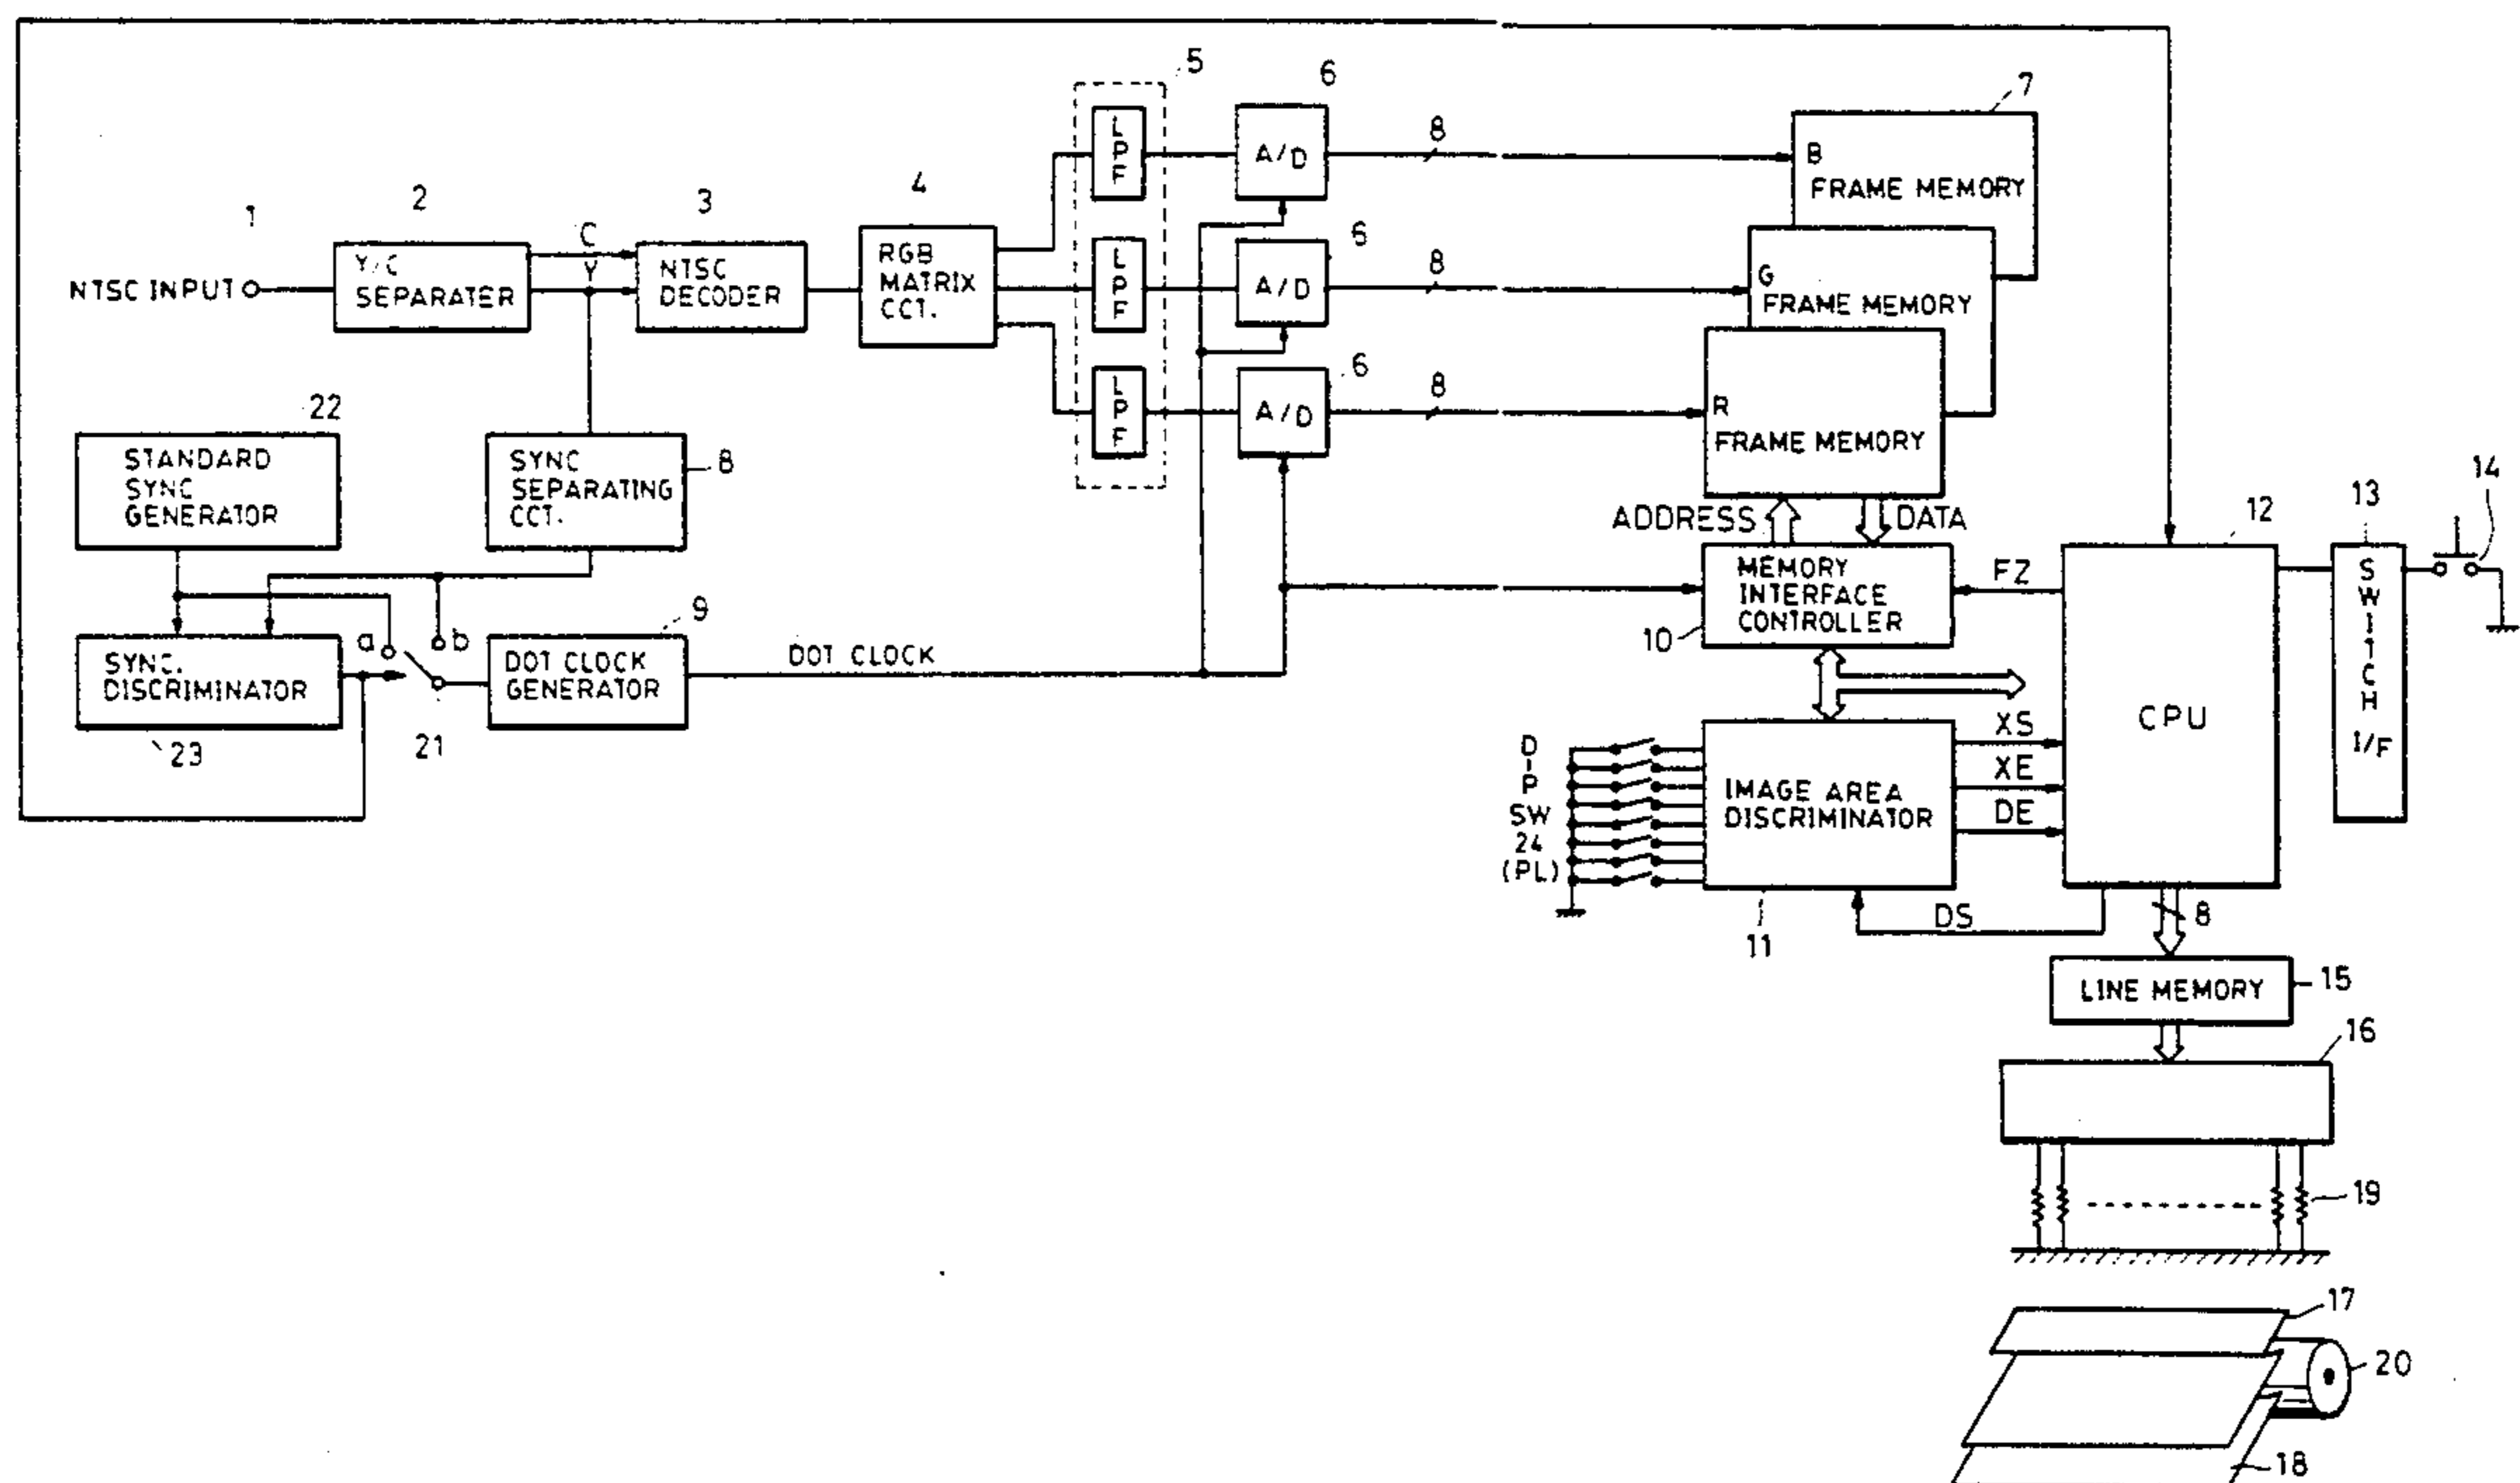 5
6
7
L
P
F
A/D
8
B
FRAME MEMORY
1
2
3
4
C
Y
NTSC INPUT
Y/C
SEPARATER
NTSC
DECODER
RGB
MATRIX
CCT.
L
P
F
A/D
6
8
G
FRAME MEMORY
L
P
F
A/D
6
8
R
FRAME MEMORY
22
STANDARD
SYNC
GENERATOR
SYNC
SEPARATING
CCT.
8
ADDRESS
DATA
12
13
14
MEMORY
INTERFACE
CONTROLLER
10
FZ
CPU
S
W
I
T
C
H
I/F
a
b
9
SYNC.
DISCRIMINATOR
23
21
DOT CLOCK
GENERATOR
DOT CLOCK
D
I
P
SW
24
(PL)
IMAGE AREA
DISCRIMINATOR
11
XS
XE
DE
DS
8
LINE MEMORY
15
16
19
17
20
18